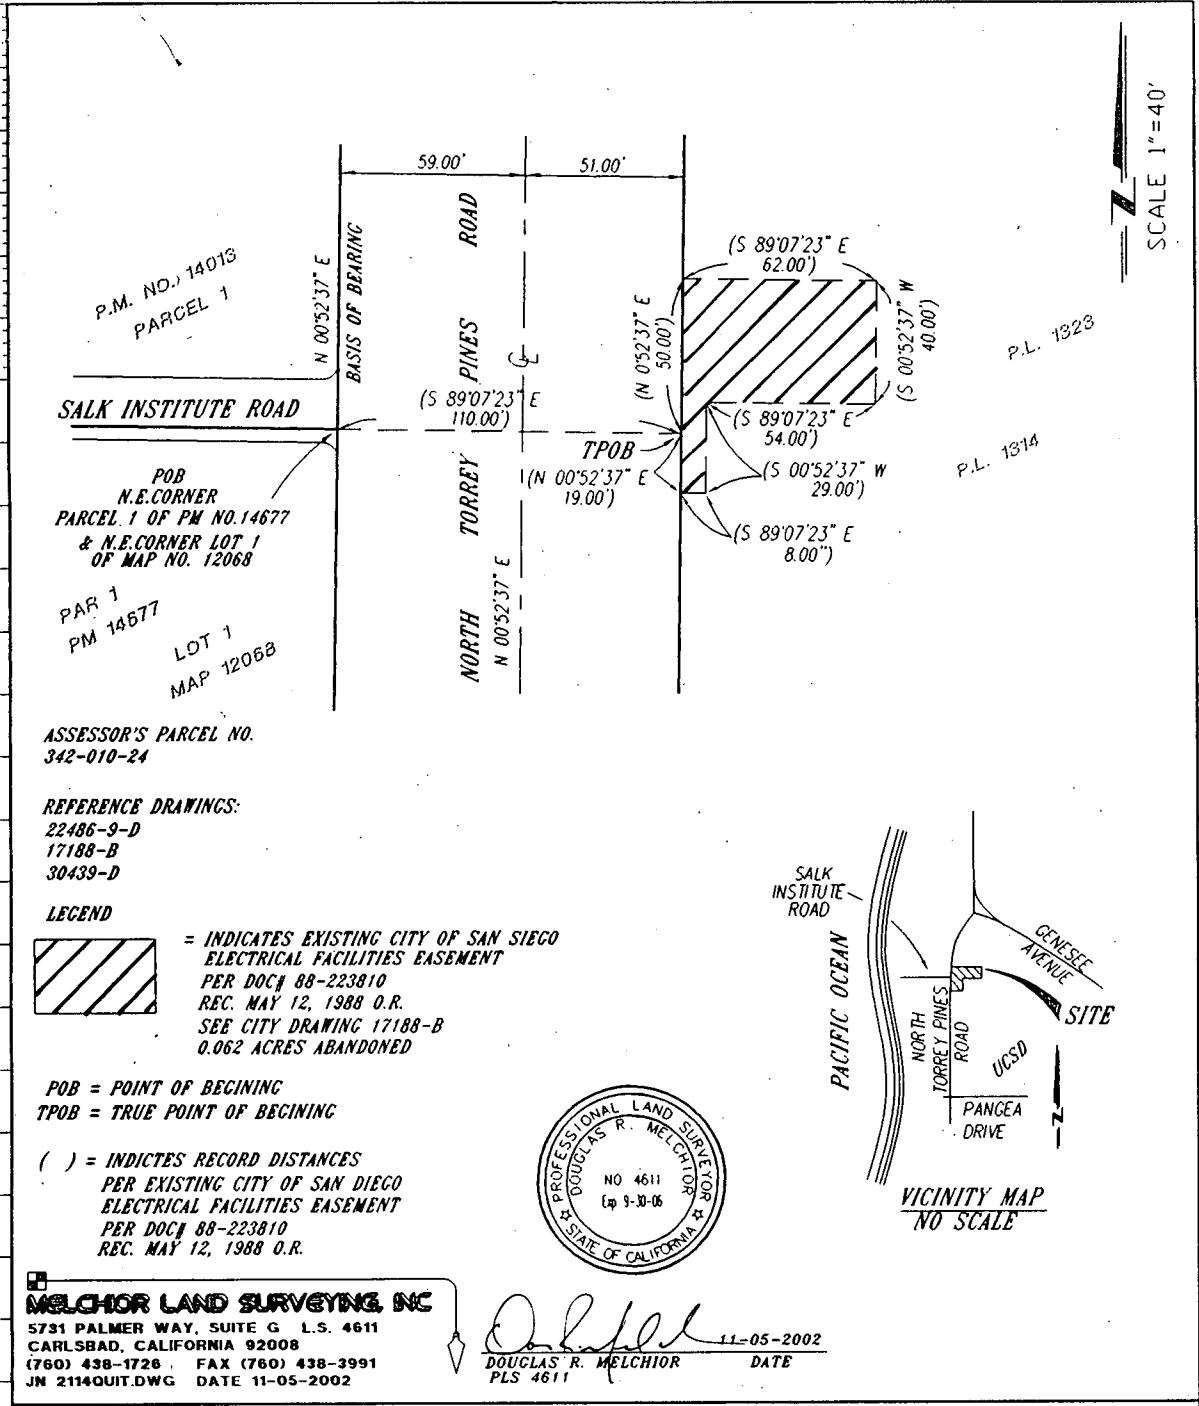 SCALE 1"=40'
59.00'
51.00'
P.M. NO. 14013
PARCEL 1
N 00°52'37" E
BASIS OF BEARING
NORTH TORREY PINES ROAD
N 00°52'37" E
(S 89°07'23" E
62.00')
(N 0°52'37" E
50.00')
(S 00°52'37" W
40.00')
P.L. 1323
P.L. 1314
SALK INSTITUTE ROAD
(S 89°07'23" E
110.00')
TPOB
(S 89°07'23" E
54.00')
(N 00°52'37" E
19.00')
(S 00°52'37" W
29.00')
(S 89°07'23" E
8.00")
POB
N.E.CORNER
PARCEL 1 OF PM NO.14677
& N.E.CORNER LOT 1
OF MAP NO. 12068
PAR 1
PM 14677
LOT 1
MAP 12068
ASSESSOR'S PARCEL NO.
342-010-24
REFERENCE DRAWINGS:
22486-9-D
17188-B
30439-D
LEGEND
= INDICATES EXISTING CITY OF SAN SIEGO
ELECTRICAL FACILITIES EASEMENT
PER DOC# 88-223810
REC. MAY 12, 1988 O.R.
SEE CITY DRAWING 17188-B
0.062 ACRES ABANDONED
POB = POINT OF BEGINING
TPOB = TRUE POINT OF BEGINING
( ) = INDICTES RECORD DISTANCES
PER EXISTING CITY OF SAN DIEGO
ELECTRICAL FACILITIES EASEMENT
PER DOC# 88-223810
REC. MAY 12, 1988 O.R.
SALK
INSTITUTE
ROAD
PACIFIC OCEAN
GENESEE
AVENUE
NORTH
TORREY PINES
ROAD
SITE
UCSD
PANGEA
DRIVE
VICINITY MAP
NO SCALE
PROFESSIONAL LAND SURVEYOR
DOUGLAS R. MELCHIOR
NO 4611
Exp 9-30-06
STATE OF CALIFORNIA
MELCHIOR LAND SURVEYING, INC
5731 PALMER WAY, SUITE G L.S. 4611
CARLSBAD, CALIFORNIA 92008
(760) 438-1726 FAX (760) 438-3991
JN 2114QUIT.DWG DATE 11-05-2002
11-05-2002
DOUGLAS R. MELCHIOR DATE
PLS 4611